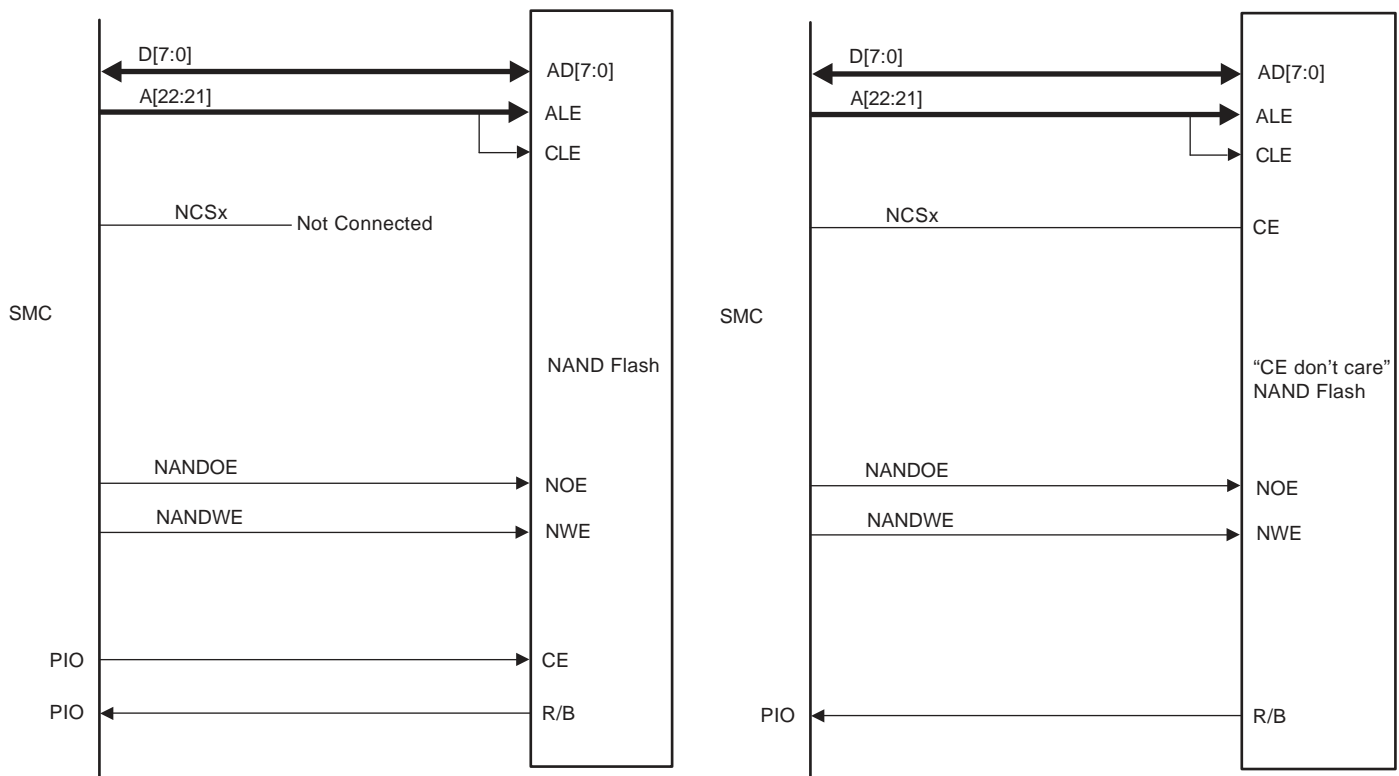 D[7:0]
AD[7:0]
A[22:21]
ALE
CLE
NCSx
Not Connected
SMC
NAND Flash
NANDOE
NOE
NANDWE
NWE
PIO
CE
PIO
R/B
D[7:0]
AD[7:0]
A[22:21]
ALE
CLE
NCSx
CE
SMC
“CE don’t care”
NAND Flash
NANDOE
NOE
NANDWE
NWE
PIO
R/B